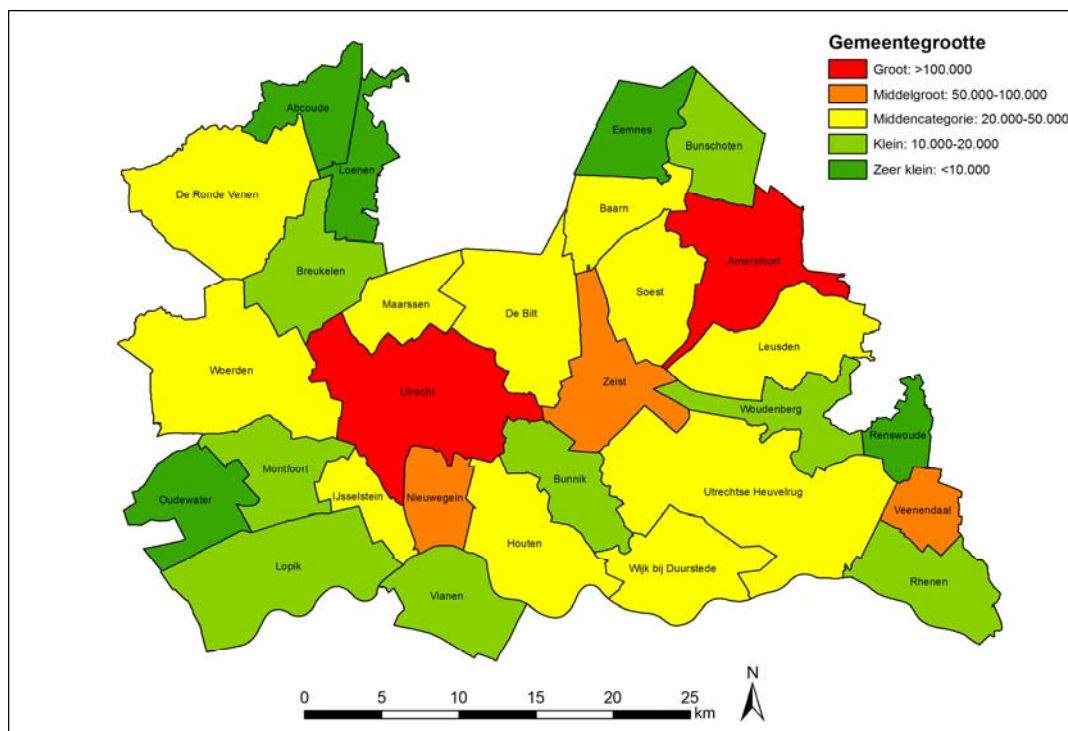 Gemeentegrootte
Groot: >100.000
Middelgroot: 50.000-100.000
Middencategorie: 20.000-50.000
Klein: 10.000-20.000
Zeer klein: <10.000
Abcoude
Loenen
De Ronde Venen
Breukelen
Eemnes
Bunschoten
Baarn
Amersfoort
Soest
Maarssen
De Bilt
Leusden
Woerden
Utrecht
Zeist
Woudenberg
Renswoude
Montfoort
Oudewater
IJsselstein
Nieuwegein
Bunnik
Utrechtse Heuvelrug
Veenendaal
Houten
Lopik
Wijk bij Duurstede
Rhenen
Vianen
N
0 5 10 15 20 25
km